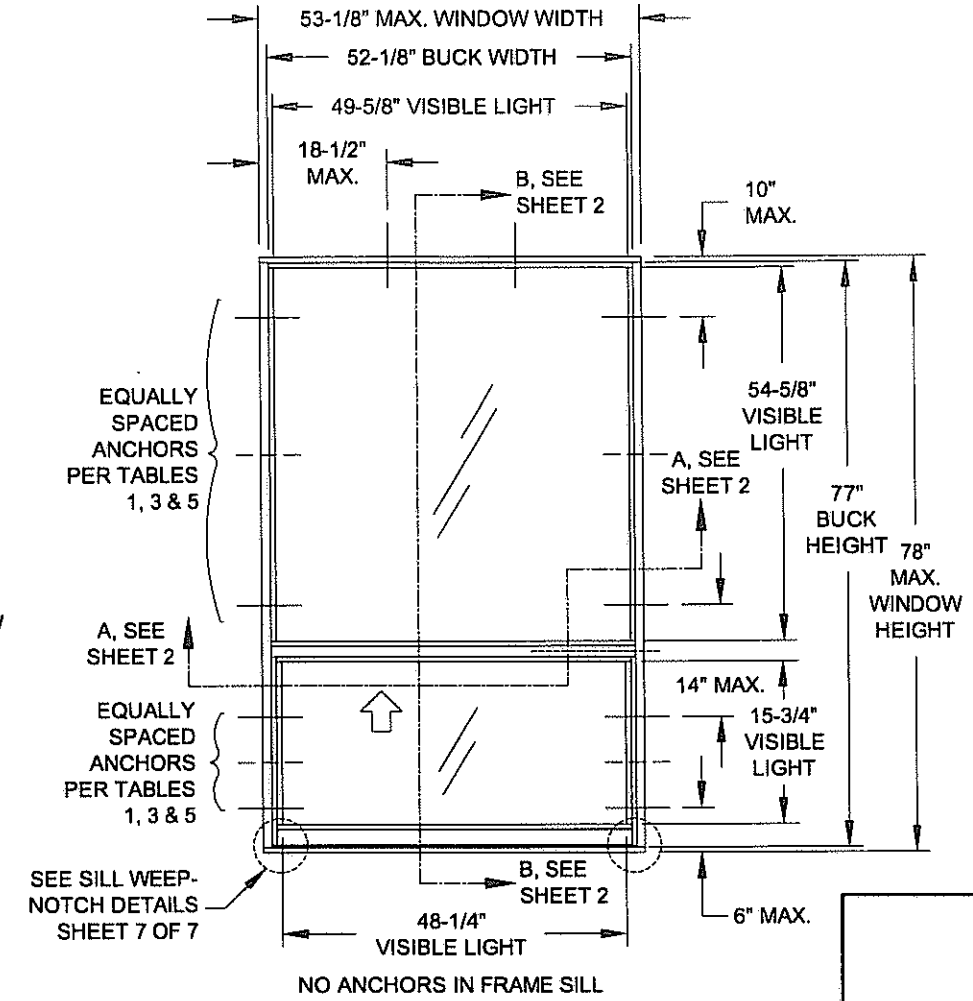 53-1/8" MAX. WINDOW WIDTH
52-1/8" BUCK WIDTH
49-5/8" VISIBLE LIGHT
18-1/2"
MAX.
B, SEE
SHEET 2
10"
MAX.
EQUALLY
SPACED
ANCHORS
PER TABLES
1, 3 & 5
54-5/8"
VISIBLE
LIGHT
A, SEE
SHEET 2
77"
BUCK
HEIGHT
78"
MAX.
WINDOW
HEIGHT
A, SEE
SHEET 2
14" MAX.
EQUALLY
SPACED
ANCHORS
PER TABLES
1, 3 & 5
15-3/4"
VISIBLE
LIGHT
SEE SILL WEEP-
NOTCH DETAILS
SHEET 7 OF 7
B, SEE
SHEET 2
48-1/4"
VISIBLE LIGHT
6" MAX.
NO ANCHORS IN FRAME SILL